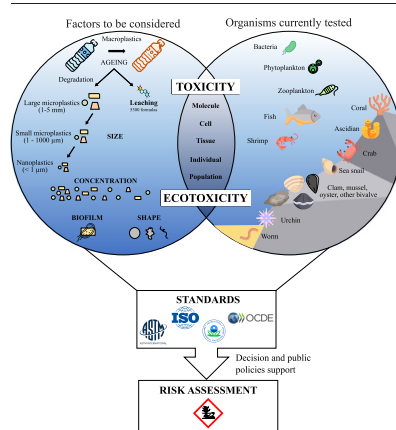 Factors to be considered
Organisms currently tested
Macroplastics
AGEING
Degradation
Leaching
5300 formulas
Large microplastics
(1-5 mm)
Small microplastics
(1 - 1000 µm)
SIZE
Nanoplastics
(< 1 µm)
CONCENTRATION
BIOFILM
SHAPE
TOXICITY
Molecule
Cell
Tissue
Individual
Population
ECOTOXICITY
Bacteria
Phytoplankton
Zooplankton
Fish
Coral
Ascidian
Shrimp
Crab
Sea snail
Clam, mussel,
oyster, other bivalve
Urchin
Worm
STANDARDS
ASTM
ISO
OCDE
Decision and public
policies support
RISK ASSESSMENT